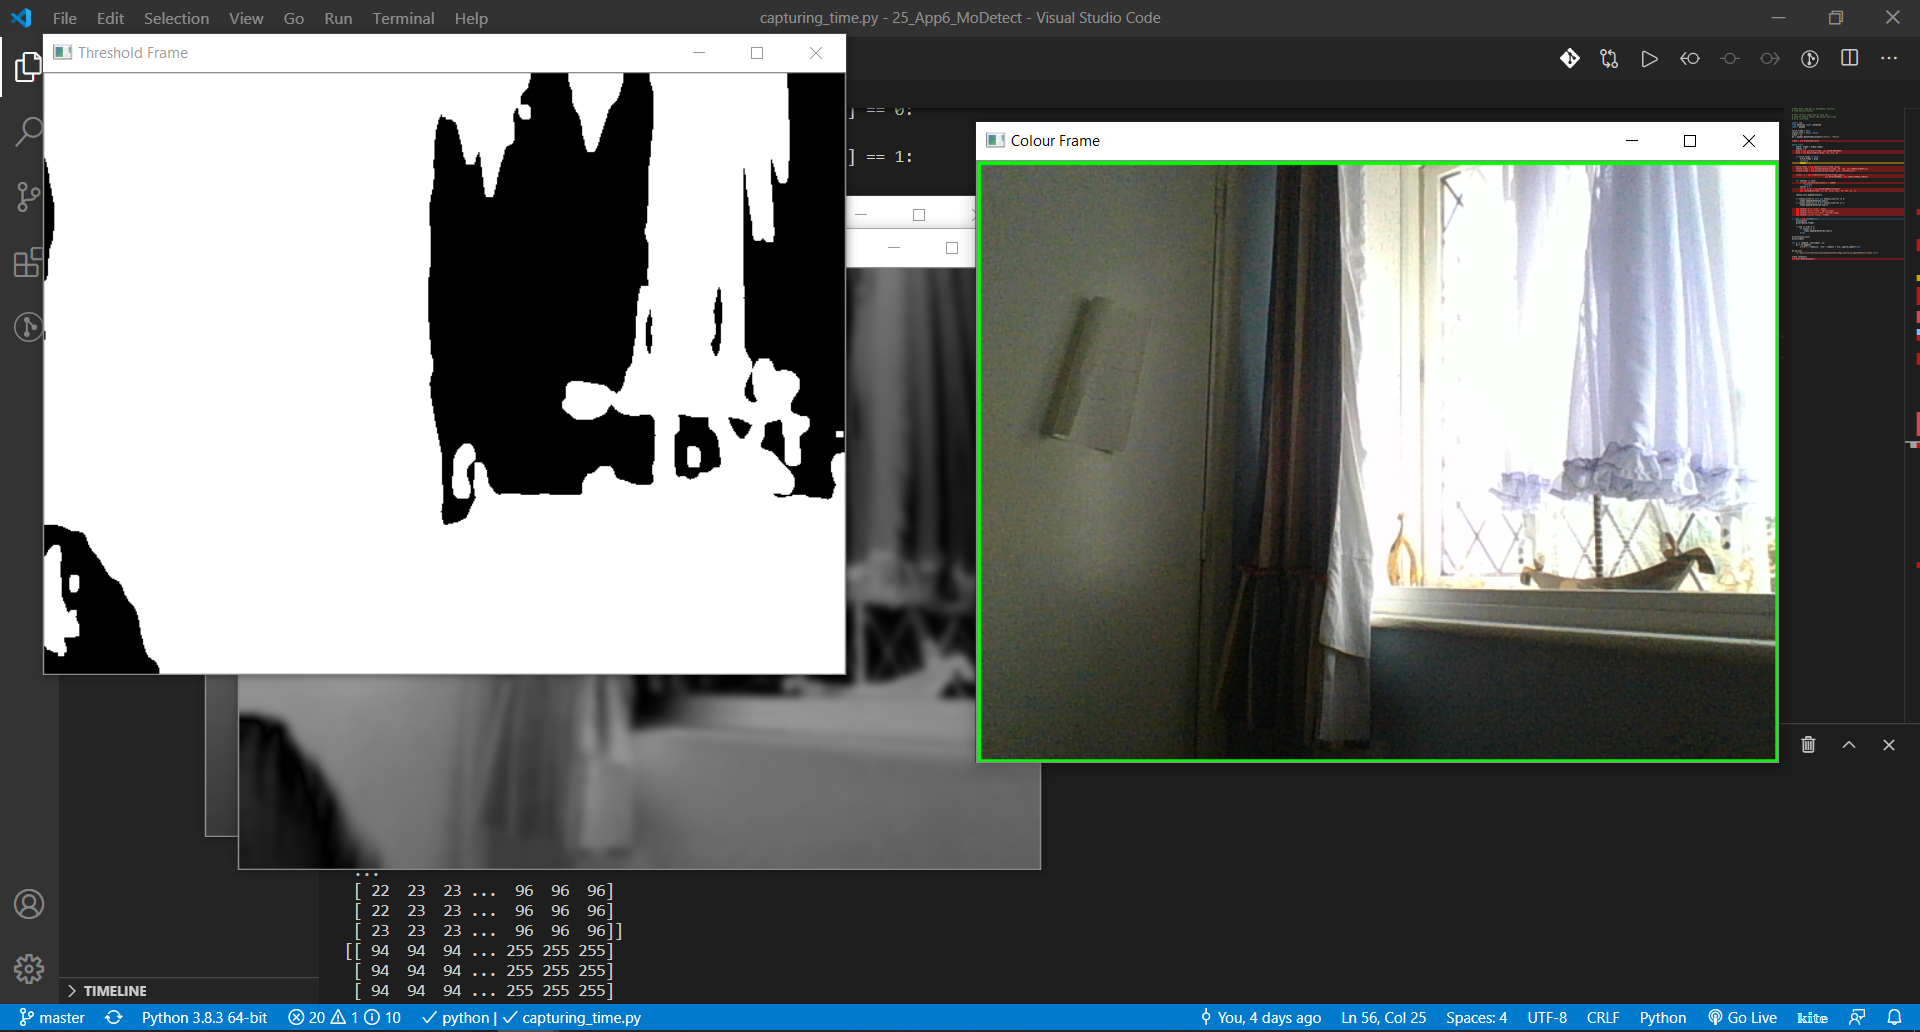 File Edit Selection View Go Run Terminal Help
capturing_time.py - 25_App6_MoDetect - Visual Studio Code
Threshold Frame
] == 0:
Colour Frame
] == 1:
...
[ 22 23 23 ... 96 96 96]
[ 22 23 23 ... 96 96 96]
[ 23 23 23 ... 96 96 96]]
[[ 94 94 94 ... 255 255 255]
[ 94 94 94 ... 255 255 255]
[ 94 94 94 ... 255 255 255]
TIMELINE
master Python 3.8.3 64-bit 20 1 10 python | capturing_time.py You, 4 days ago Ln 56, Col 25 Spaces: 4 UTF-8 CRLF Python Go Live kite